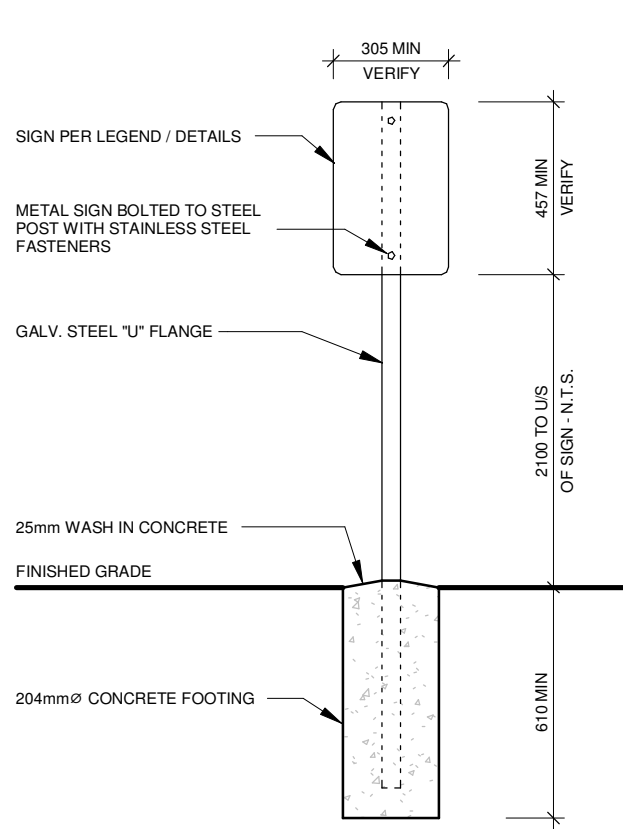 305 MIN
VERIFY
SIGN PER LEGEND / DETAILS
457 MIN
VERIFY
METAL SIGN BOLTED TO STEEL
POST WITH STAINLESS STEEL
FASTENERS
GALV. STEEL "U" FLANGE
2100 TO U/S
OF SIGN - N.T.S.
25mm WASH IN CONCRETE
FINISHED GRADE
204mmØ CONCRETE FOOTING
610 MIN